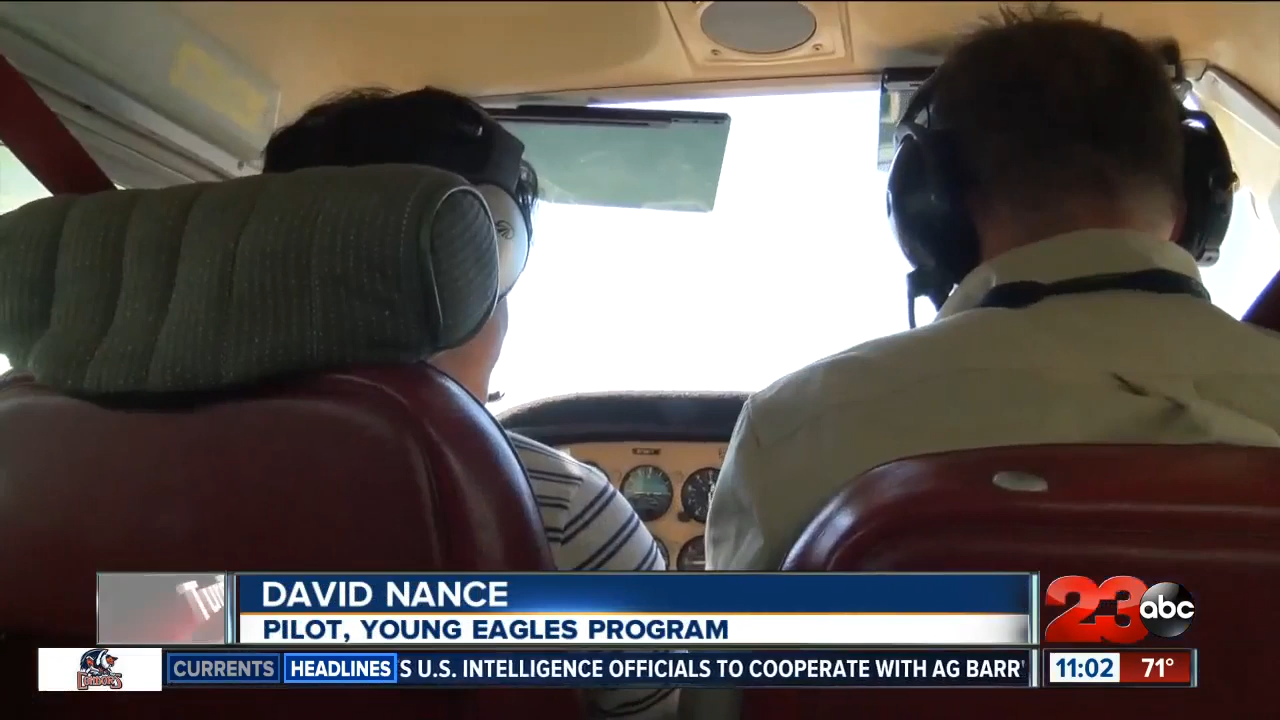 DAVID NANCE
PILOT, YOUNG EAGLES PROGRAM
23 abc
CONDORS
CURRENTS HEADLINES S U.S. INTELLIGENCE OFFICIALS TO COOPERATE WITH AG BARR'
11:02 71°